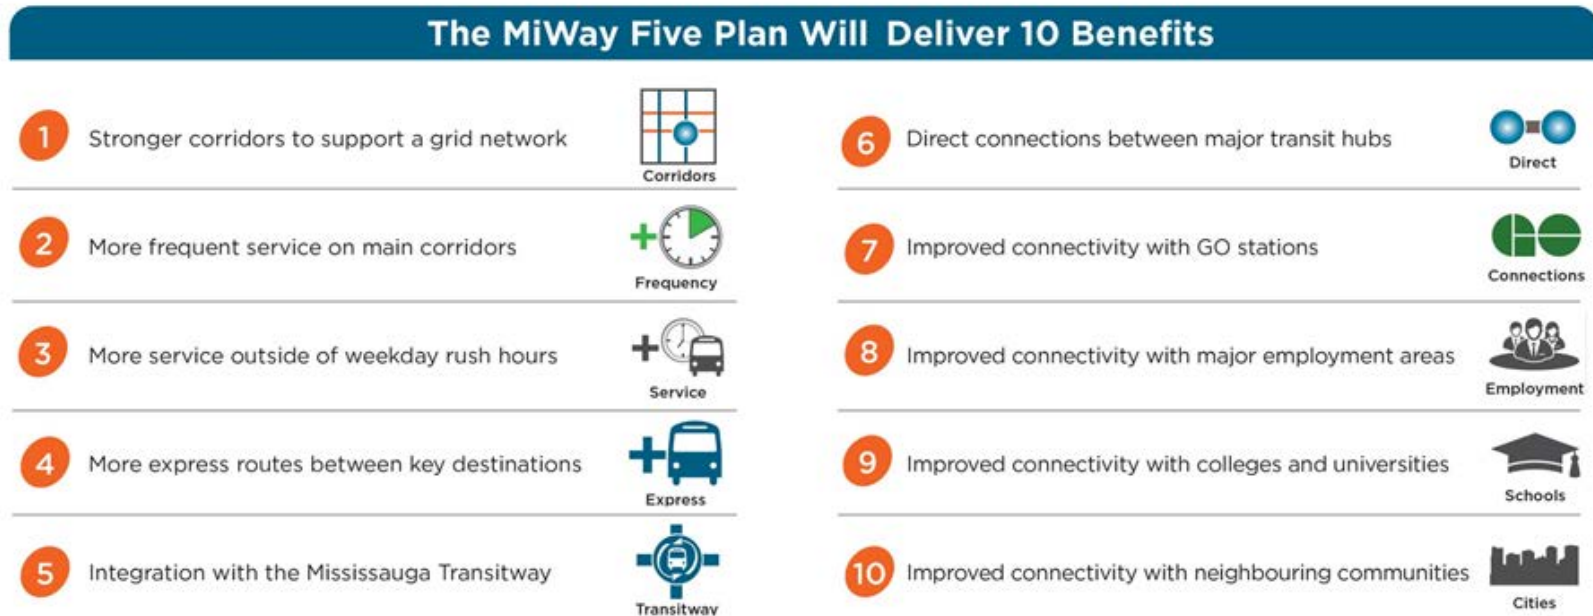 The MiWay Five Plan Will Deliver 10 Benefits
1 Stronger corridors to support a grid network
Corridors
2 More frequent service on main corridors
Frequency
3 More service outside of weekday rush hours
Service
4 More express routes between key destinations
Express
5 Integration with the Mississauga Transitway
Transitway
6 Direct connections between major transit hubs
Direct
7 Improved connectivity with GO stations
GO
Connections
8 Improved connectivity with major employment areas
Employment
9 Improved connectivity with colleges and universities
Schools
10 Improved connectivity with neighbouring communities
Cities